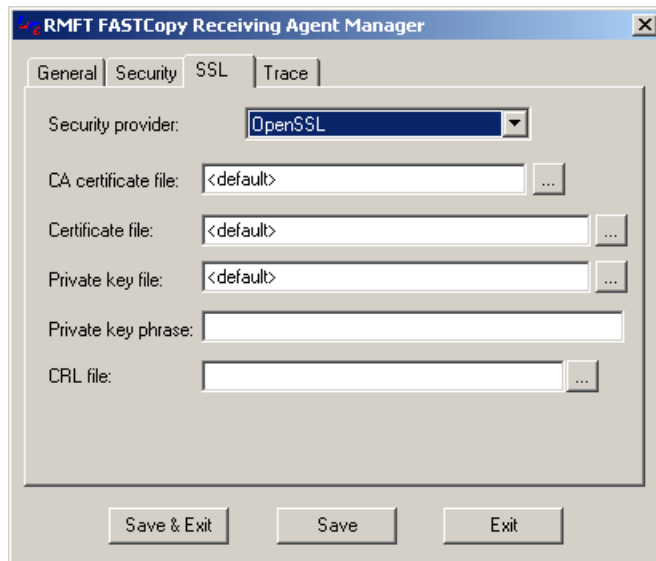 RMFT FASTCopy Receiving Agent Manager
General Security SSL Trace
Security provider: OpenSSL
CA certificate file: <default> ...
Certificate file: <default> ...
Private key file: <default> ...
Private key phrase:
CRL file: ...
Save & Exit Save Exit